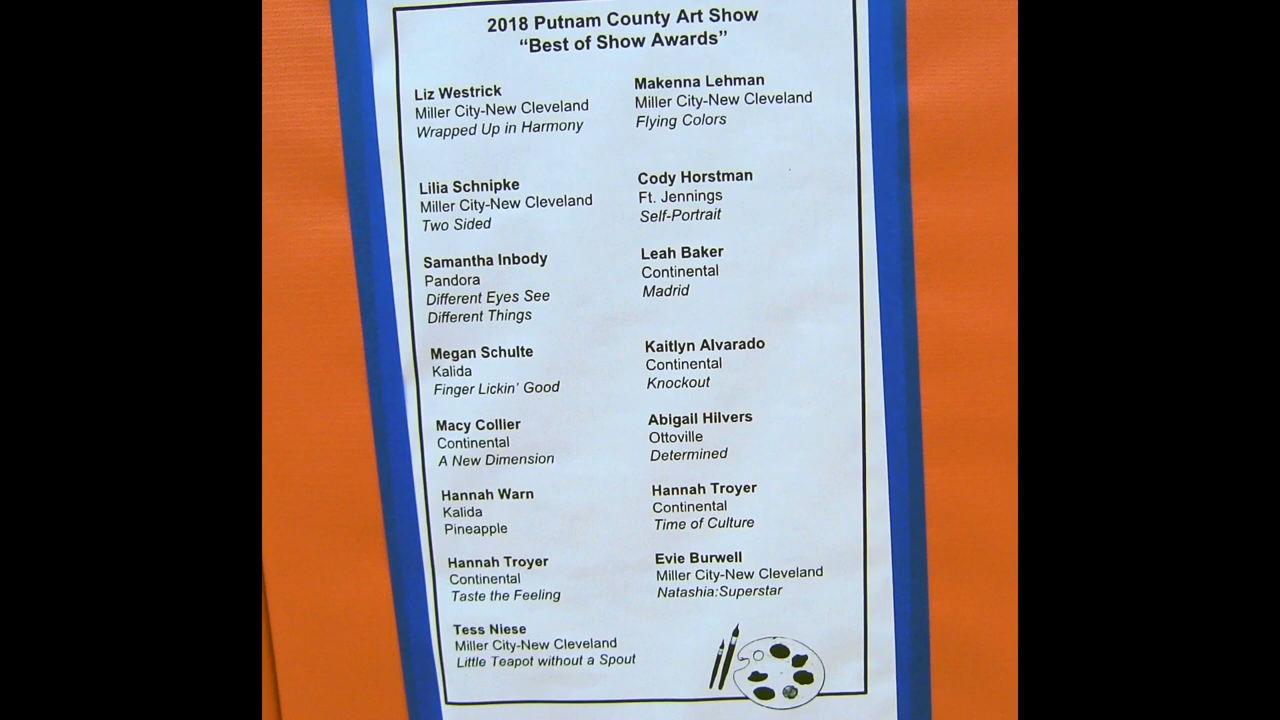 2018 Putnam County Art Show
“Best of Show Awards”
Liz Westrick
Miller City-New Cleveland
Wrapped Up in Harmony
Makenna Lehman
Miller City-New Cleveland
Flying Colors
Lilia Schnipke
Miller City-New Cleveland
Two Sided
Cody Horstman
Ft. Jennings
Self-Portrait
Samantha Inbody
Pandora
Different Eyes See
Different Things
Leah Baker
Continental
Madrid
Megan Schulte
Kalida
Finger Lickin’ Good
Kaitlyn Alvarado
Continental
Knockout
Macy Collier
Continental
A New Dimension
Abigail Hilvers
Ottoville
Determined
Hannah Warn
Kalida
Pineapple
Hannah Troyer
Continental
Time of Culture
Hannah Troyer
Continental
Taste the Feeling
Evie Burwell
Miller City-New Cleveland
Natashia:Superstar
Tess Niese
Miller City-New Cleveland
Little Teapot without a Spout